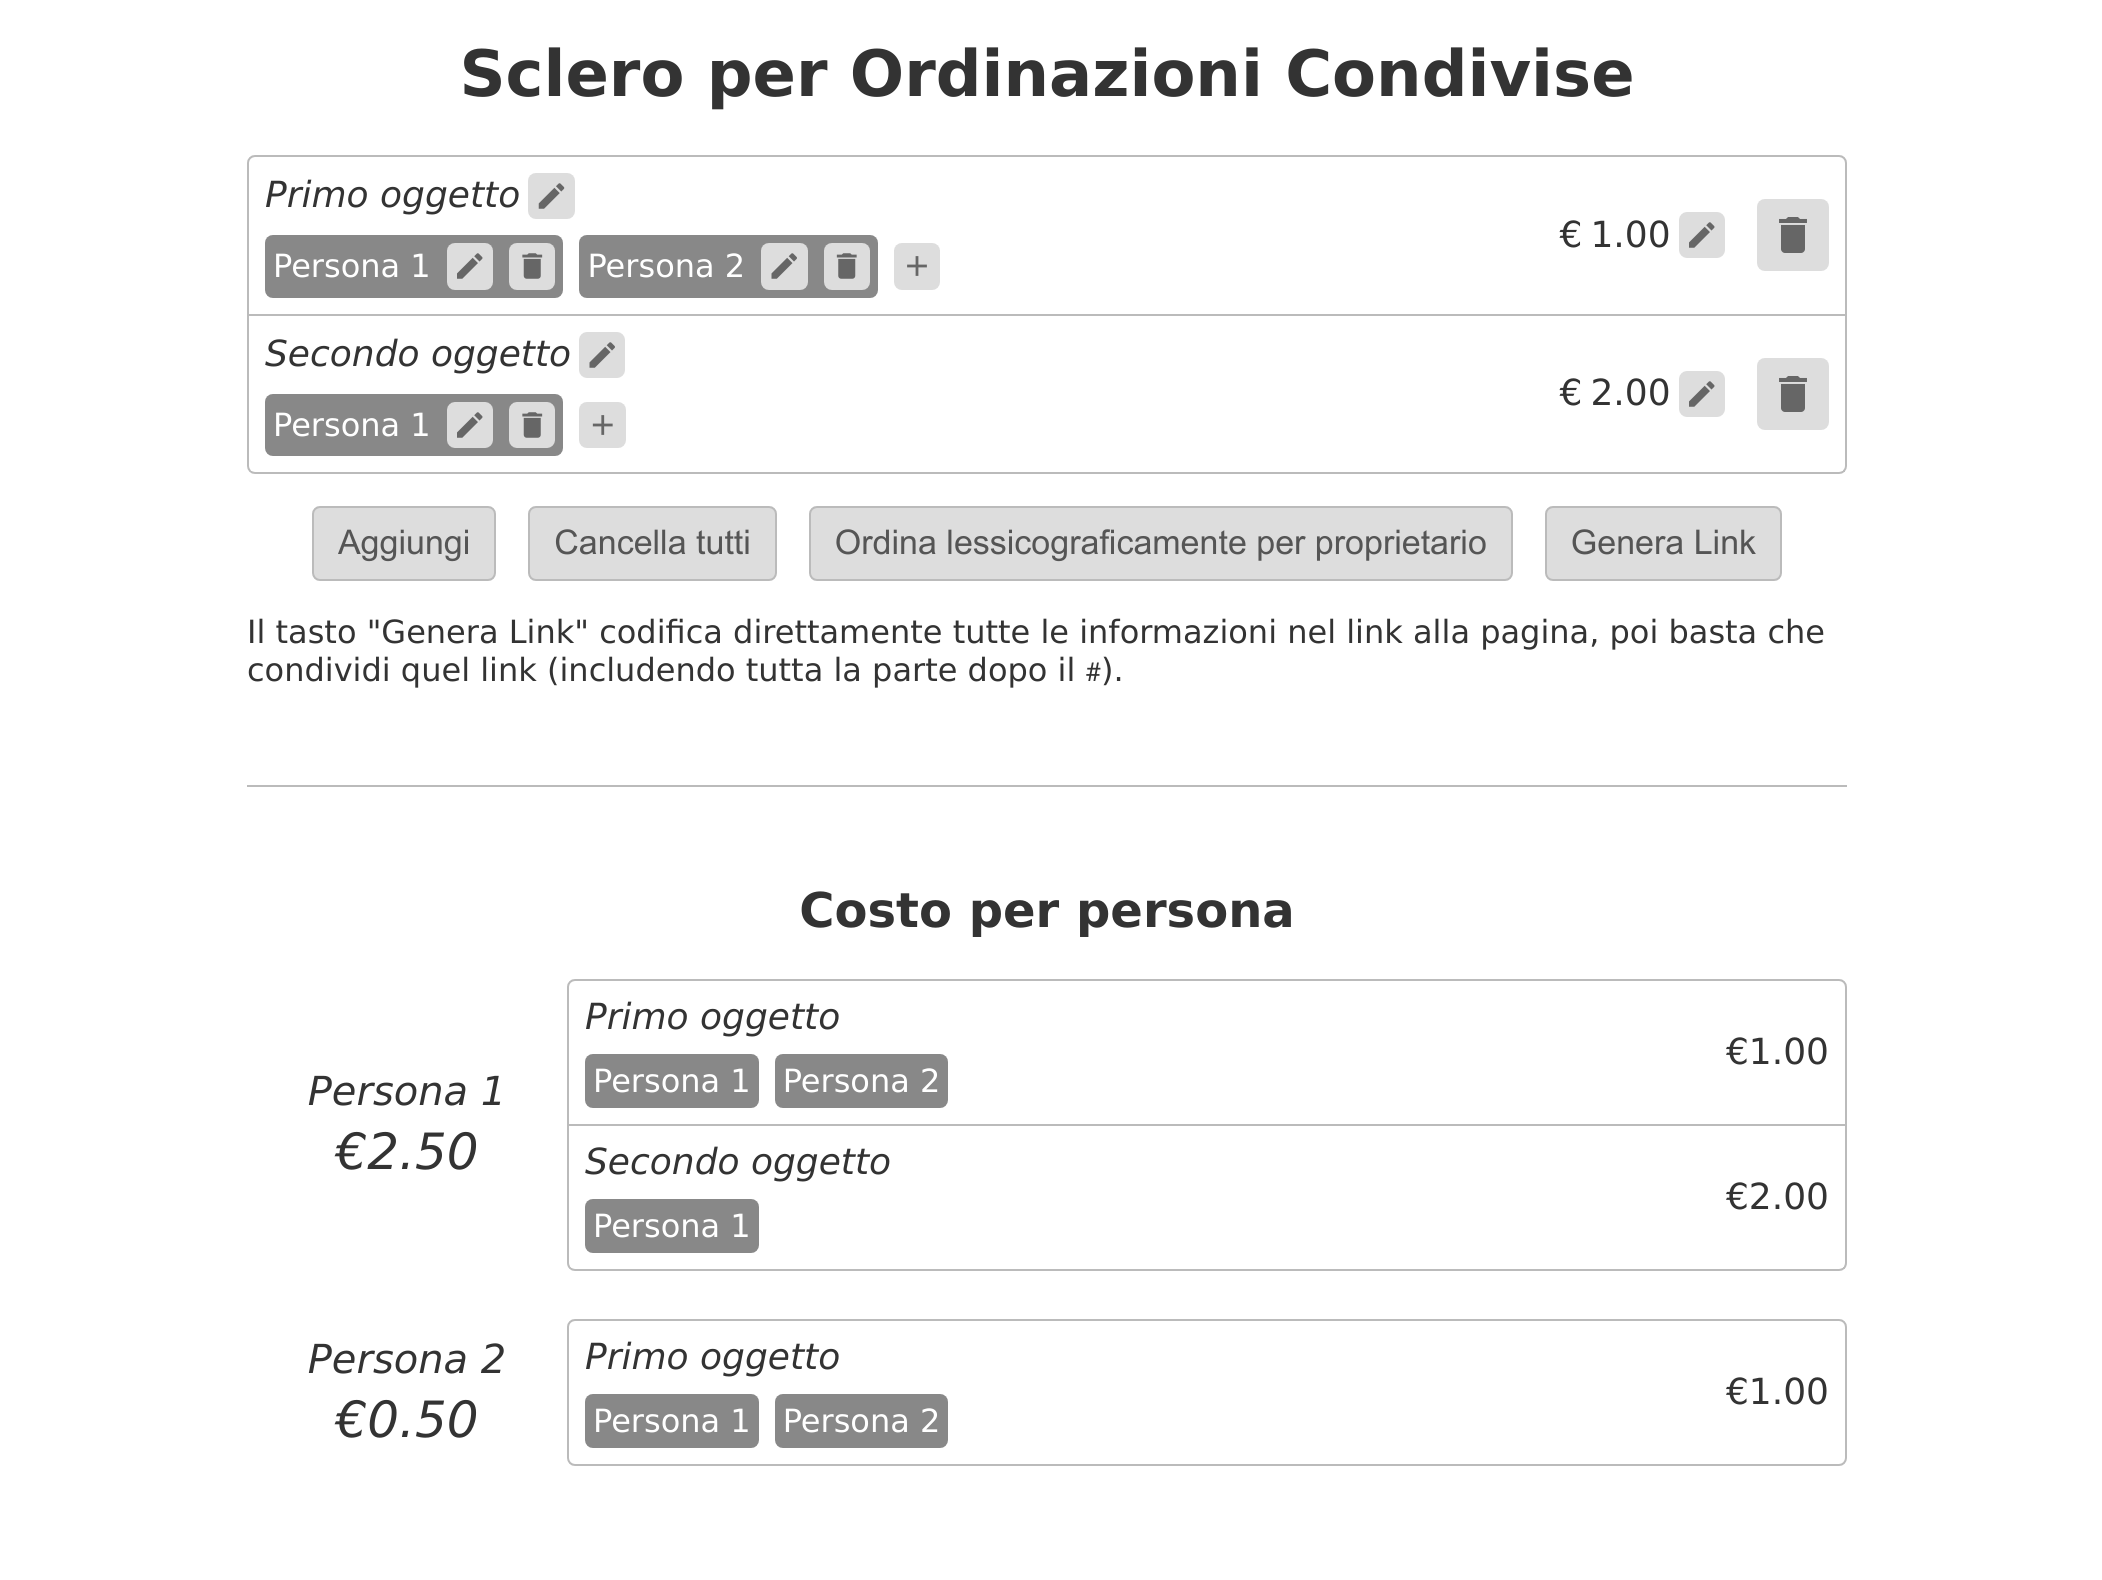 Sclero per Ordinazioni Condivise
Primo oggetto
Persona 1 Persona 2 +
€ 1.00
Secondo oggetto
Persona 1 +
€ 2.00
Aggiungi Cancella tutti Ordina lessicograficamente per proprietario Genera Link
Il tasto "Genera Link" codifica direttamente tutte le informazioni nel link alla pagina, poi basta che
condividi quel link (includendo tutta la parte dopo il #).
Costo per persona
Persona 1
€2.50
Primo oggetto
Persona 1 Persona 2
€1.00
Secondo oggetto
Persona 1
€2.00
Persona 2
€0.50
Primo oggetto
Persona 1 Persona 2
€1.00